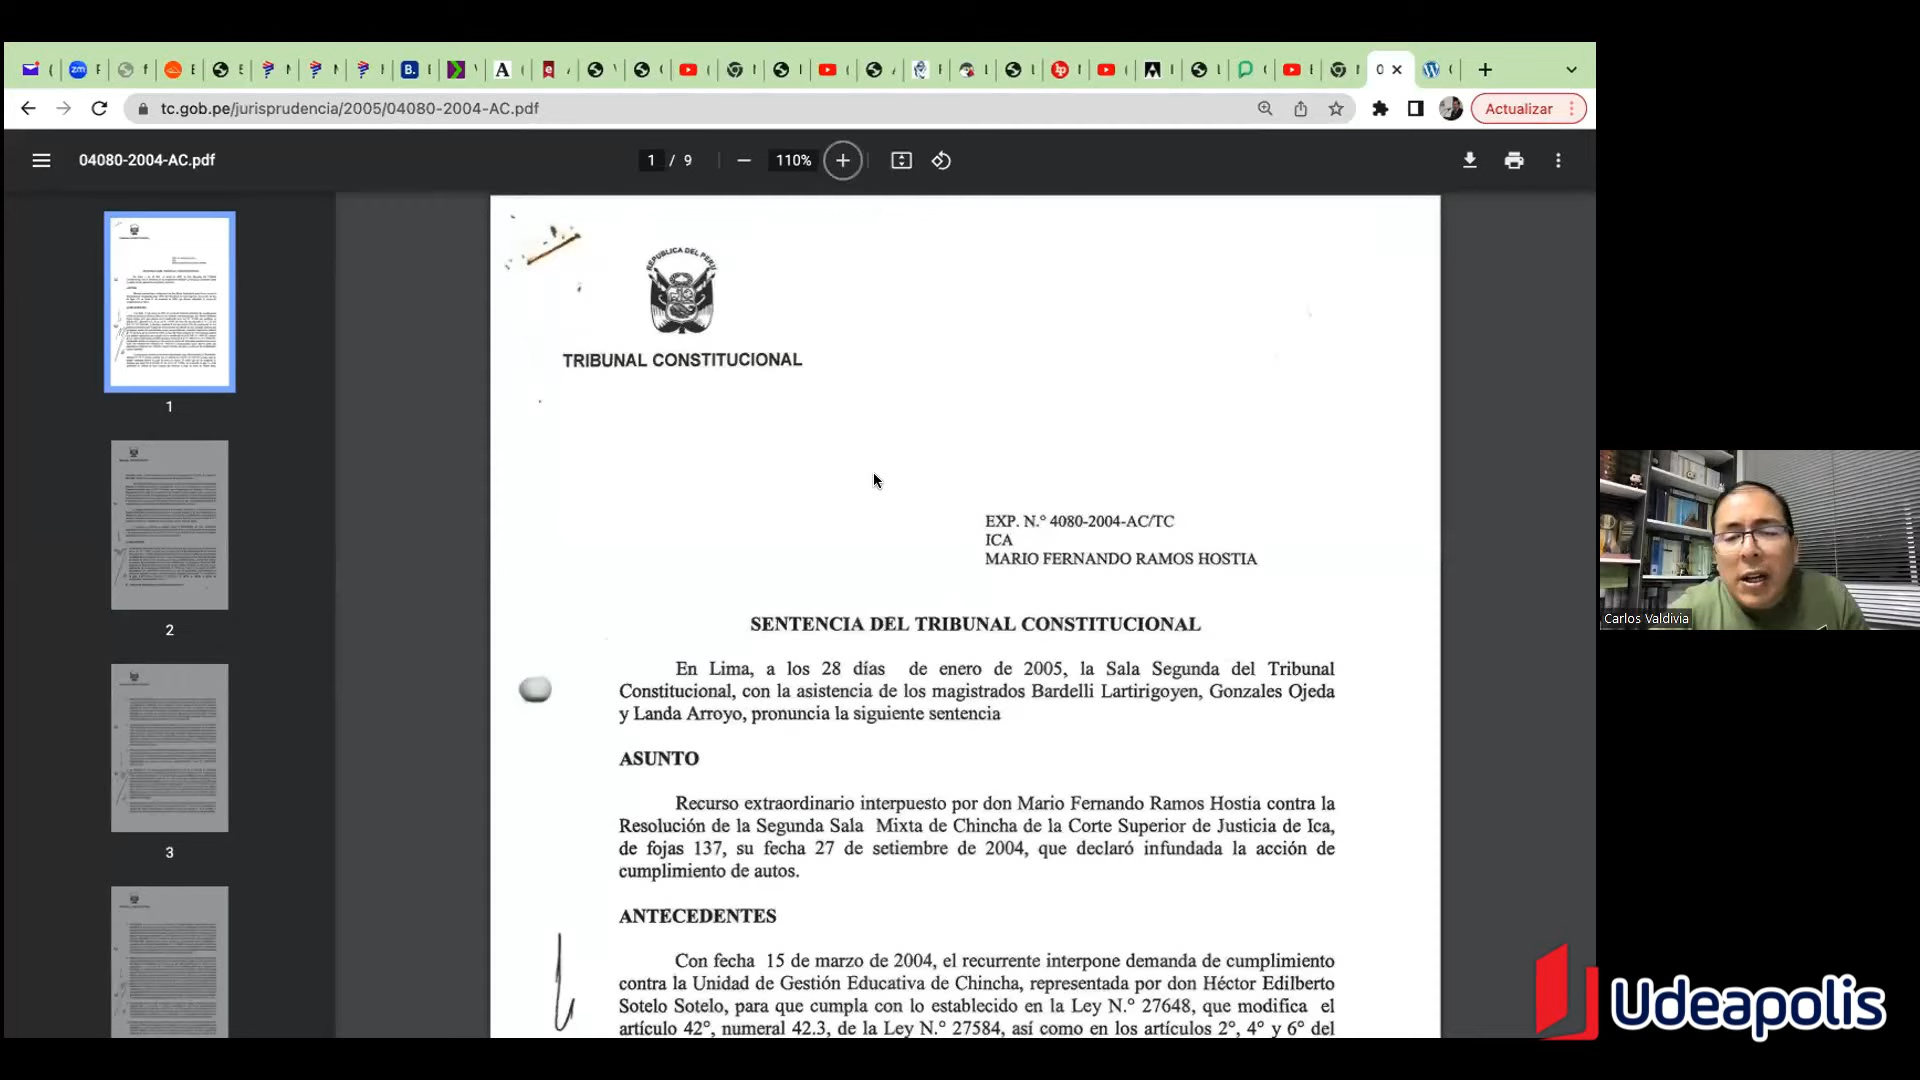 tc.gob.pe/jurisprudencia/2005/04080-2004-AC.pdf
Actualizar
04080-2004-AC.pdf
1 / 9
110%
REPUBLICA DEL PERU
TRIBUNAL CONSTITUCIONAL
EXP. N.° 4080-2004-AC/TC
ICA
MARIO FERNANDO RAMOS HOSTIA
SENTENCIA DEL TRIBUNAL CONSTITUCIONAL
En Lima, a los 28 días de enero de 2005, la Sala Segunda del Tribunal
Constitucional, con la asistencia de los magistrados Bardelli Lartirigoyen, Gonzales Ojeda
y Landa Arroyo, pronuncia la siguiente sentencia
ASUNTO
Recurso extraordinario interpuesto por don Mario Fernando Ramos Hostia contra la
Resolución de la Segunda Sala Mixta de Chincha de la Corte Superior de Justicia de Ica,
de fojas 137, su fecha 27 de setiembre de 2004, que declaró infundada la acción de
cumplimiento de autos.
ANTECEDENTES
Con fecha 15 de marzo de 2004, el recurrente interpone demanda de cumplimiento
contra la Unidad de Gestión Educativa de Chincha, representada por don Héctor Edilberto
Sotelo Sotelo, para que cumpla con lo establecido en la Ley N.° 27648, que modifica el
artículo 42°, numeral 42.3, de la Ley N.° 27584, así como en los artículos 2°, 4° y 6° del
1
2
3
Carlos Valdivia
Udeapolis